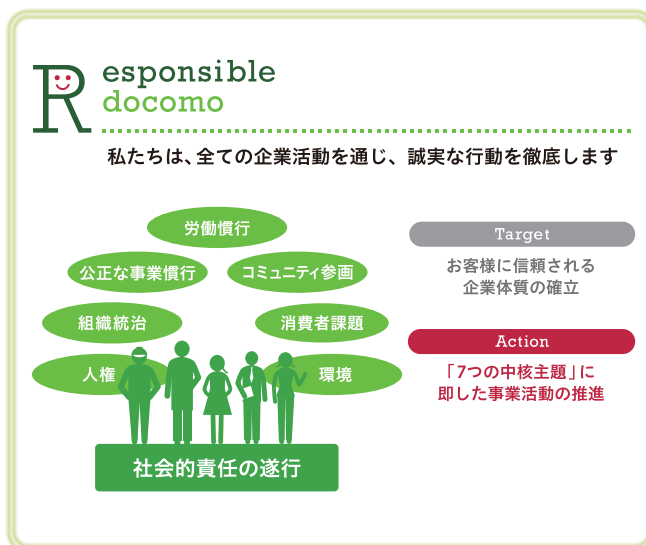 Responsible
docomo
私たちは、全ての企業活動を通じ、誠実な行動を徹底します
労働慣行
公正な事業慣行
コミュニティ参画
組織統治
消費者課題
人権
環境
社会的責任の遂行
Target
お客様に信頼される
企業体質の確立
Action
「7つの中核主題」に
即した事業活動の推進